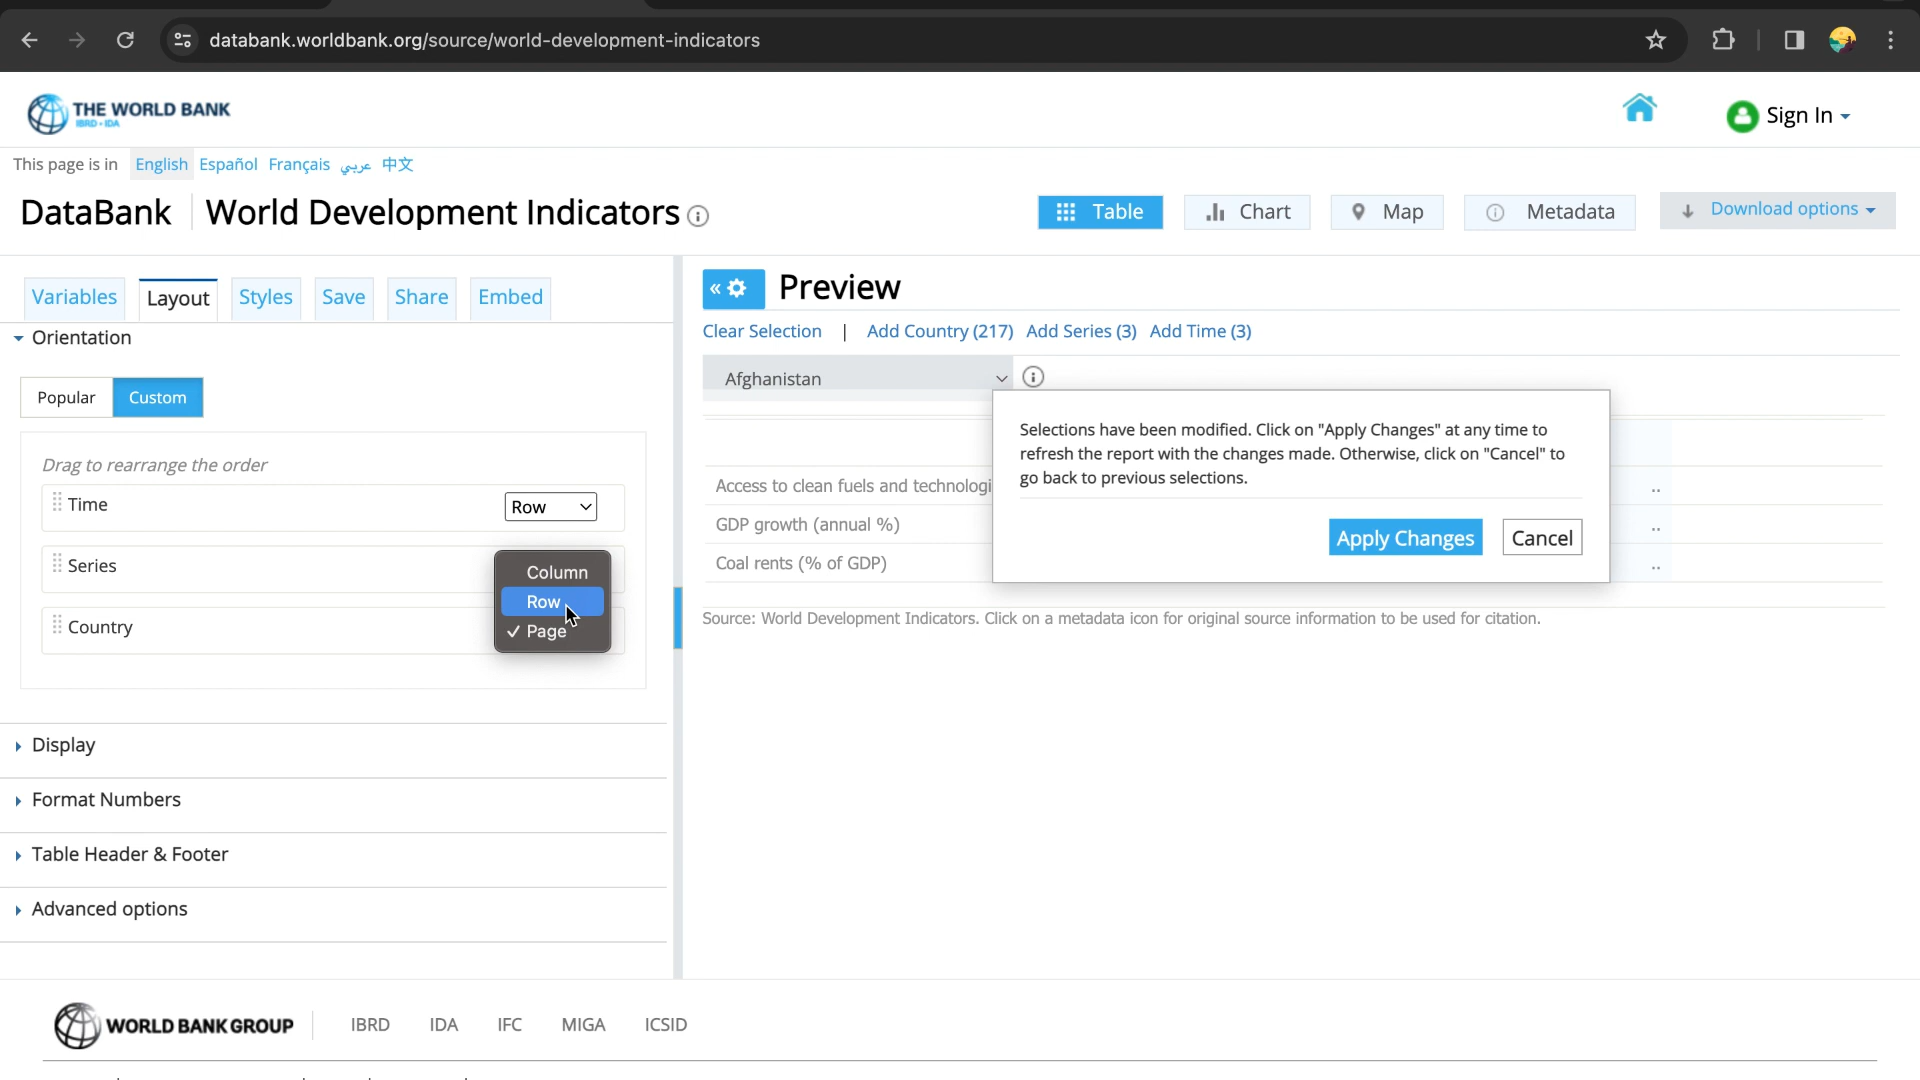 databank.worldbank.org/source/world-development-indicators
THE WORLD BANK
IBRD • IDA
Sign In
This page is in English Español Français عربي 中文
DataBank World Development Indicators
Table Chart Map Metadata Download options
Variables Layout Styles Save Share Embed
« Preview
Orientation
Clear Selection | Add Country (217) Add Series (3) Add Time (3)
Afghanistan
Popular Custom
Selections have been modified. Click on "Apply Changes" at any time to
refresh the report with the changes made. Otherwise, click on "Cancel" to
go back to previous selections.
Apply Changes Cancel
Drag to rearrange the order
Time Row
Series
Country
Column
Row
✓ Page
Access to clean fuels and technologi ..
GDP growth (annual %) ..
Coal rents (% of GDP) ..
Source: World Development Indicators. Click on a metadata icon for original source information to be used for citation.
Display
Format Numbers
Table Header & Footer
Advanced options
WORLD BANK GROUP IBRD IDA IFC MIGA ICSID